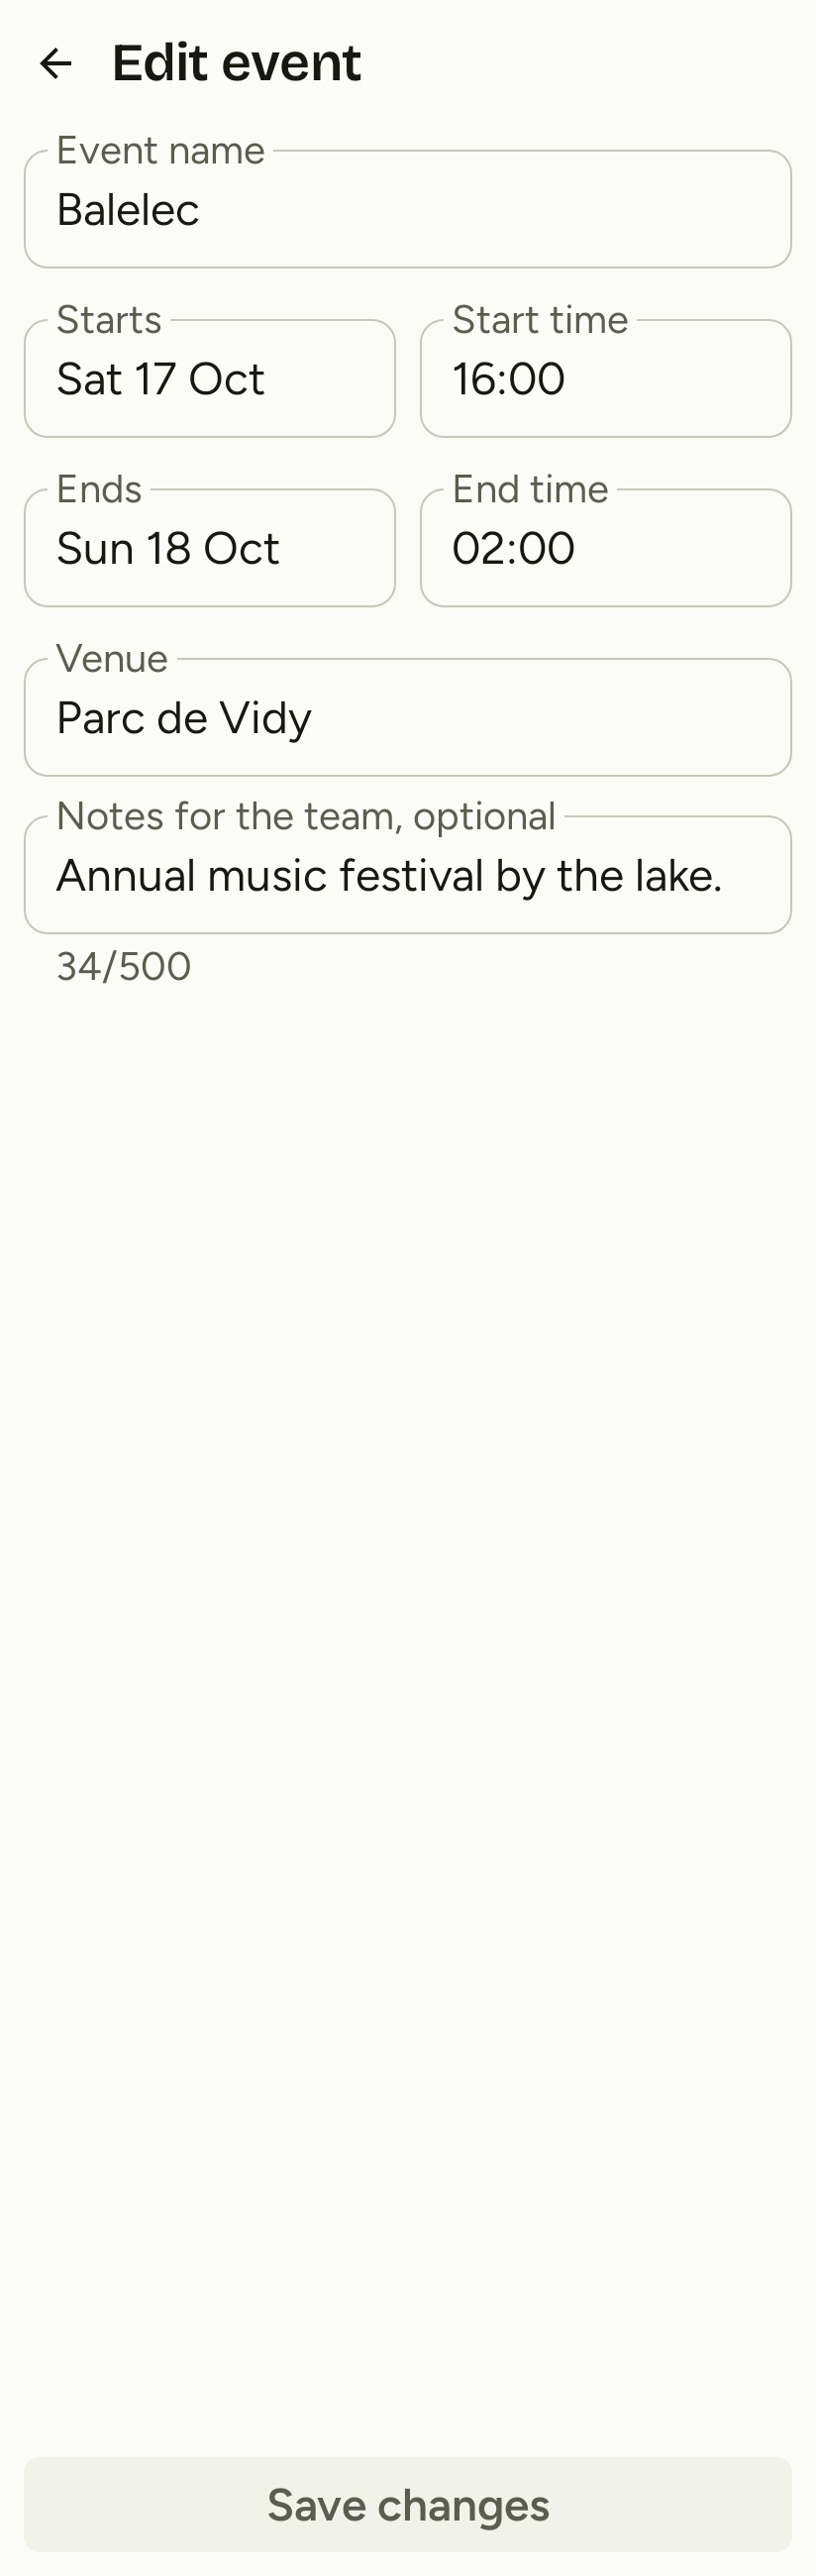 Edit event
Event name
Balelec
Starts
Start time
Sat 17 Oct
16:00
Ends
End time
Sun 18 Oct
02:00
Venue
Parc de Vidy
Notes for the team, optional
Annual music festival by the lake.
34/500
Save changes